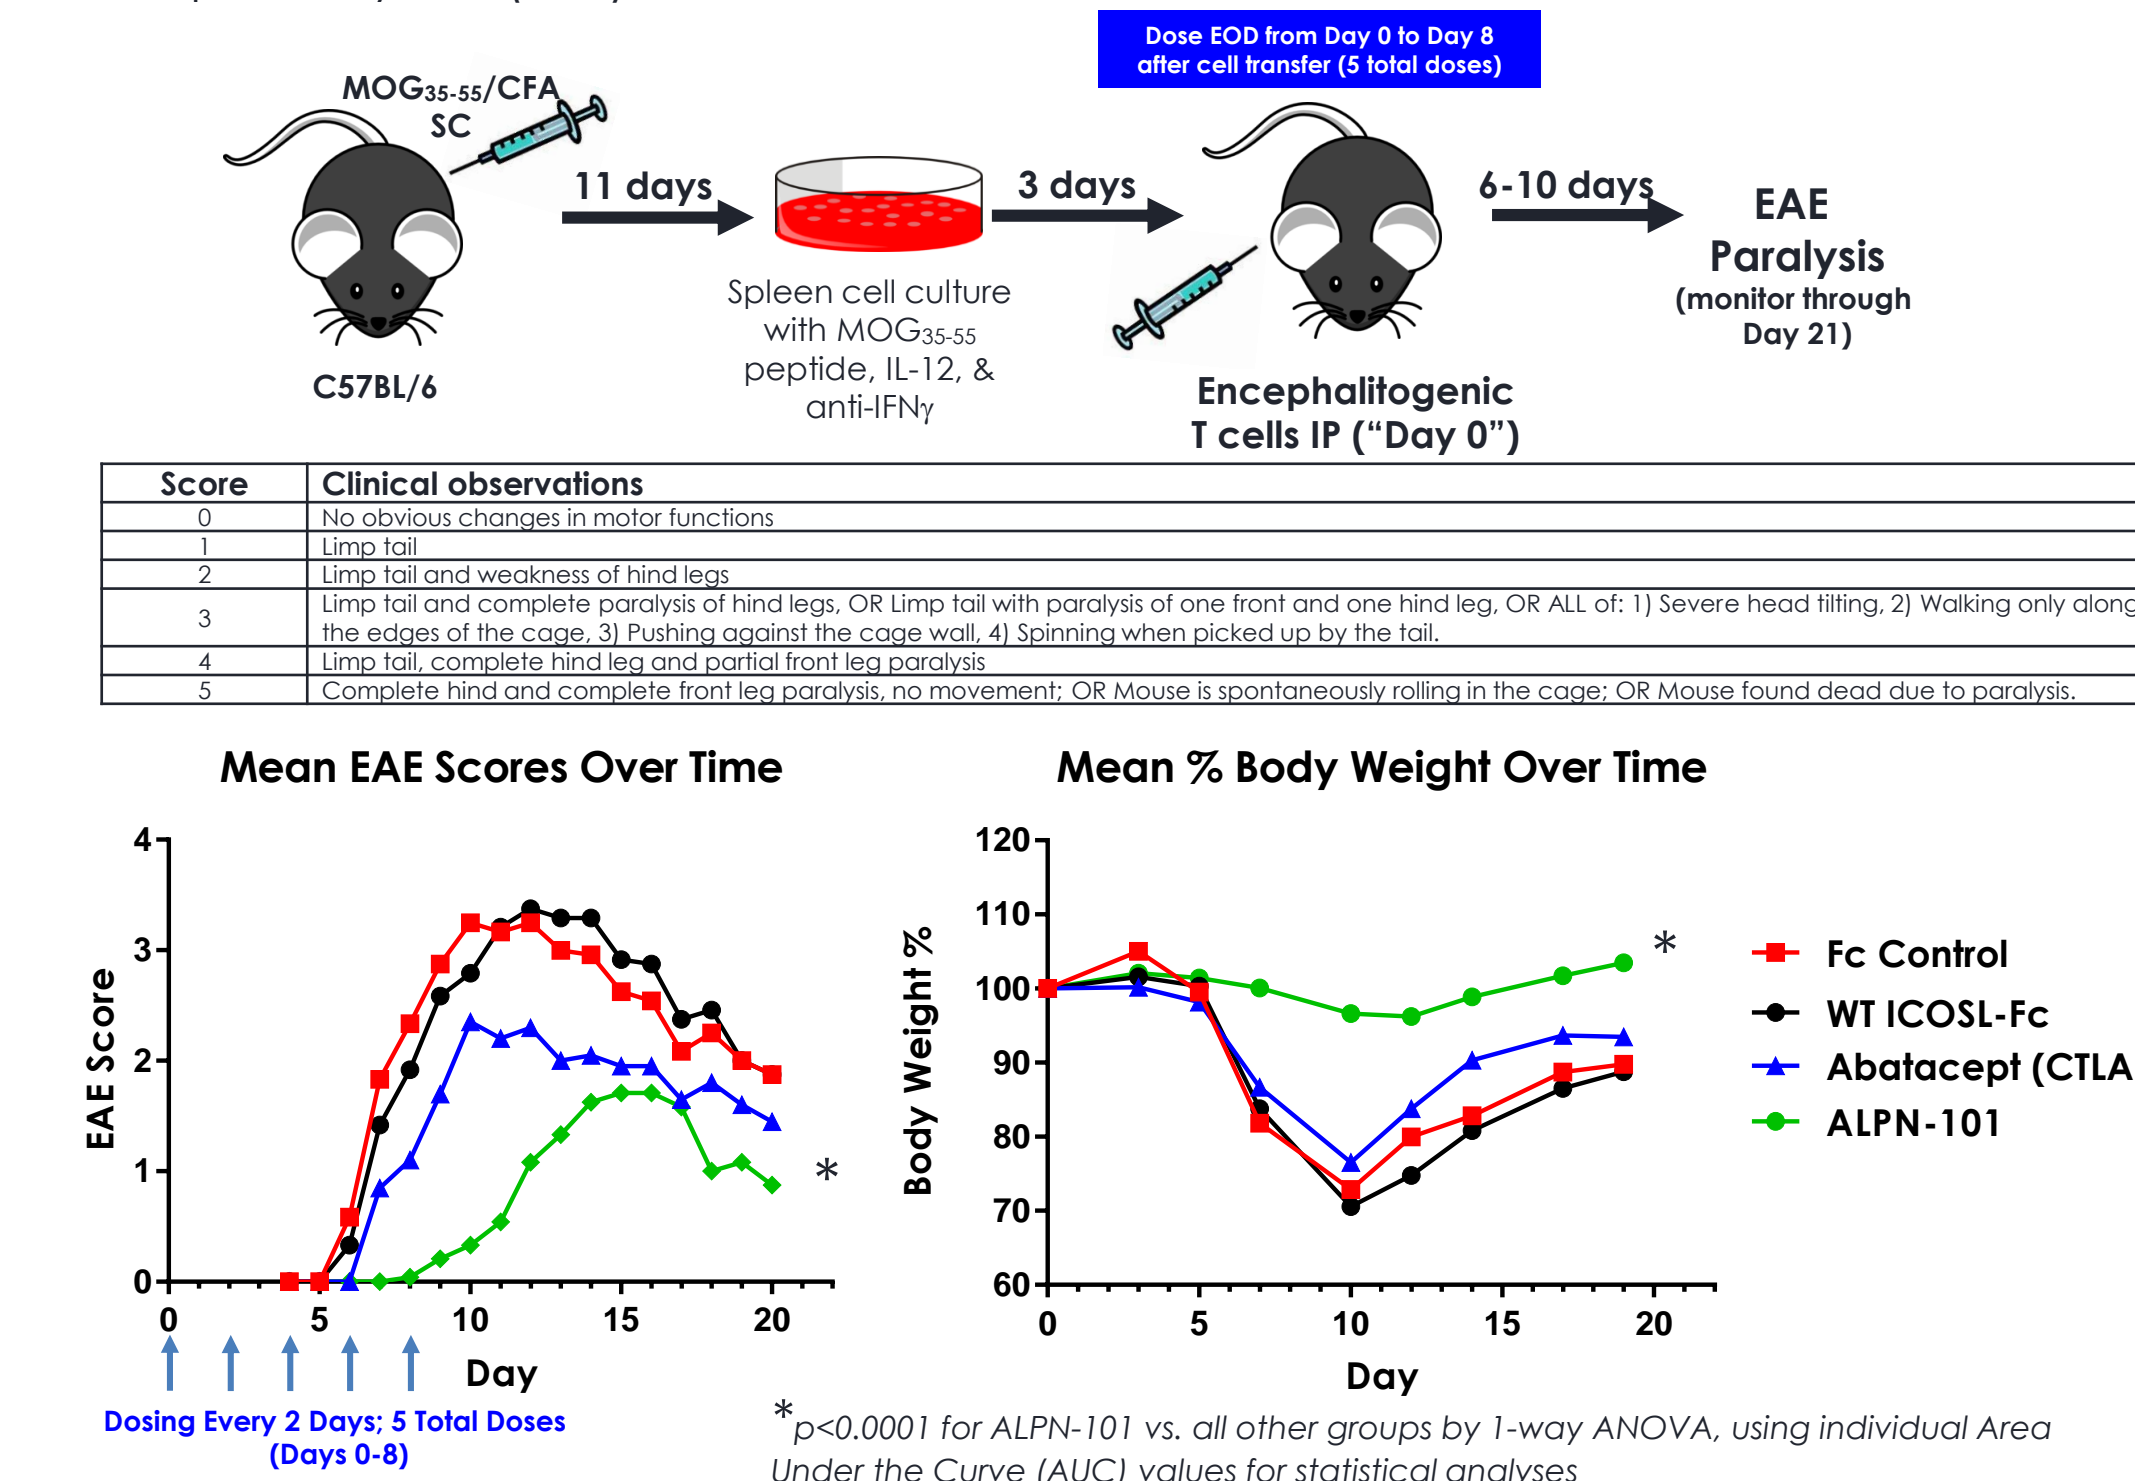 Dose EOD from Day 0 to Day 8
after cell transfer (5 total doses)
MOG35-55/CFA
SC
11 days
3 days
6-10 days
EAE
Paralysis
(monitor through
Day 21)
Spleen cell culture
with MOG35-55
peptide, IL-12, &
anti-IFNγ
C57BL/6
Encephalitogenic
T cells IP (“Day 0”)
Score Clinical observations
0 No obvious changes in motor functions
1 Limp tail
2 Limp tail and weakness of hind legs
3 Limp tail and complete paralysis of hind legs, OR Limp tail with paralysis of one front and one hind leg, OR ALL of: 1) Severe head tilting, 2) Walking only along
the edges of the cage, 3) Pushing against the cage wall, 4) Spinning when picked up by the tail.
4 Limp tail, complete hind leg and partial front leg paralysis
5 Complete hind and complete front leg paralysis, no movement; OR Mouse is spontaneously rolling in the cage; OR Mouse found dead due to paralysis.
Mean EAE Scores Over Time
4
3
2
1
0
EAE Score
0 5 10 15 20
Day
*
Dosing Every 2 Days; 5 Total Doses
(Days 0-8)
Mean % Body Weight Over Time
120
110
100
90
80
70
60
Body Weight %
0 5 10 15 20
Day
*
Fc Control
WT ICOSL-Fc
Abatacept (CTLA
ALPN-101
*p<0.0001 for ALPN-101 vs. all other groups by 1-way ANOVA, using individual Area
Under the Curve (AUC) values for statistical analyses